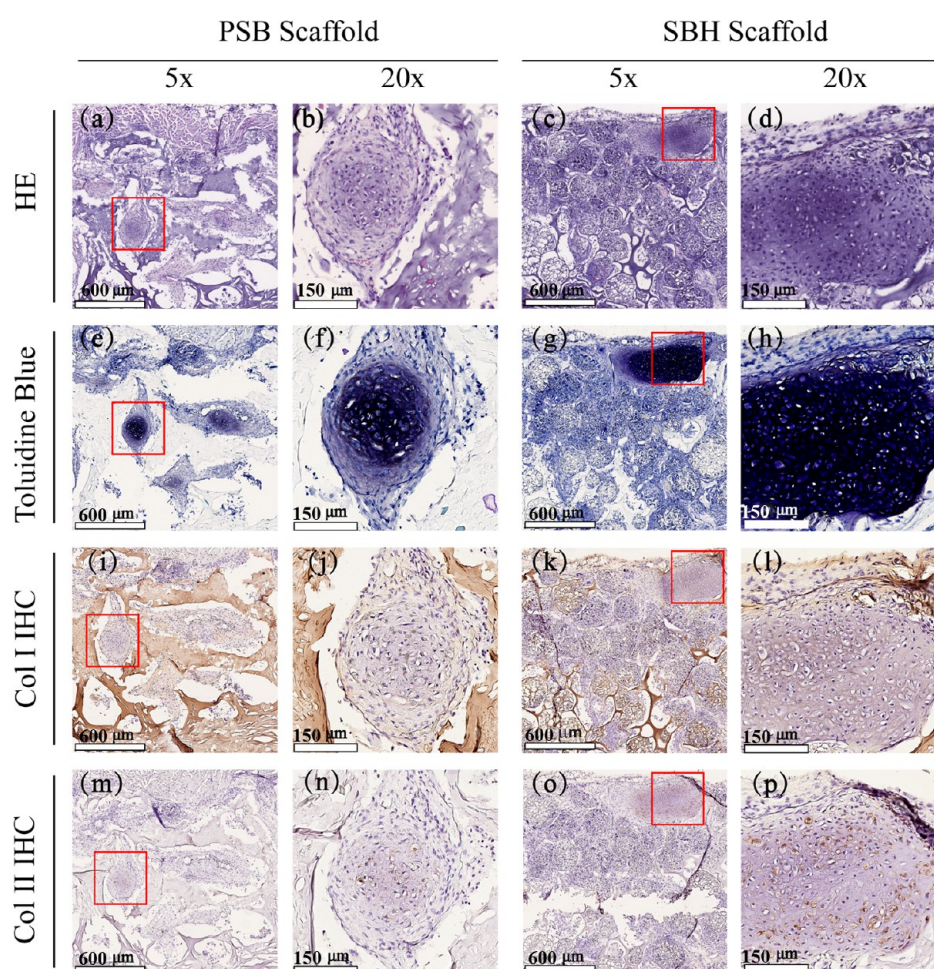 PSB Scaffold SBH Scaffold
5x 20x 5x 20x
HE
(a) (b) (c) (d)
600 μm 150 μm 600 μm 150 μm
Toluidine Blue
(e) (f) (g) (h)
600 μm 150 μm 600 μm 150 μm
Col I IHC
(i) (j) (k) (l)
600 μm 150 μm 600 μm 150 μm
Col II IHC
(m) (n) (o) (p)
600 μm 150 μm 600 μm 150 μm